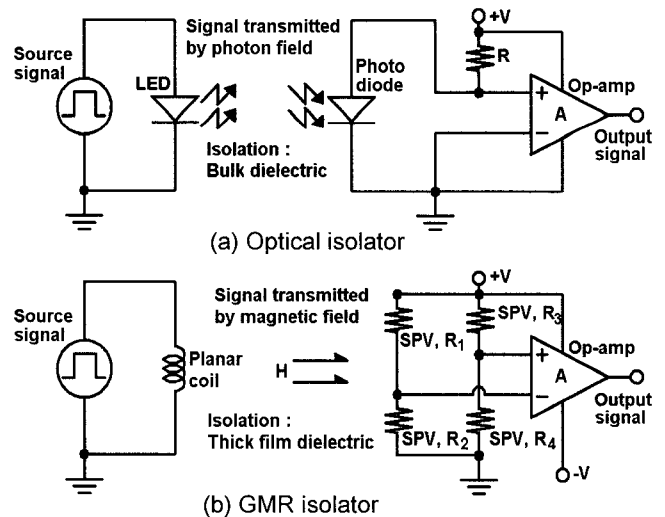 Source signal
LED
Signal transmitted
by photon field
Isolation :
Bulk dielectric
Photo
diode
+V
R
+
−
A
Op-amp
Output
signal
(a) Optical isolator
Source
signal
Planar
coil
Signal transmitted
by magnetic field
H
Isolation :
Thick film dielectric
+V
SPV, R1
SPV, R3
SPV, R2
SPV, R4
+
−
A
Op-amp
Output
signal
-V
(b) GMR isolator